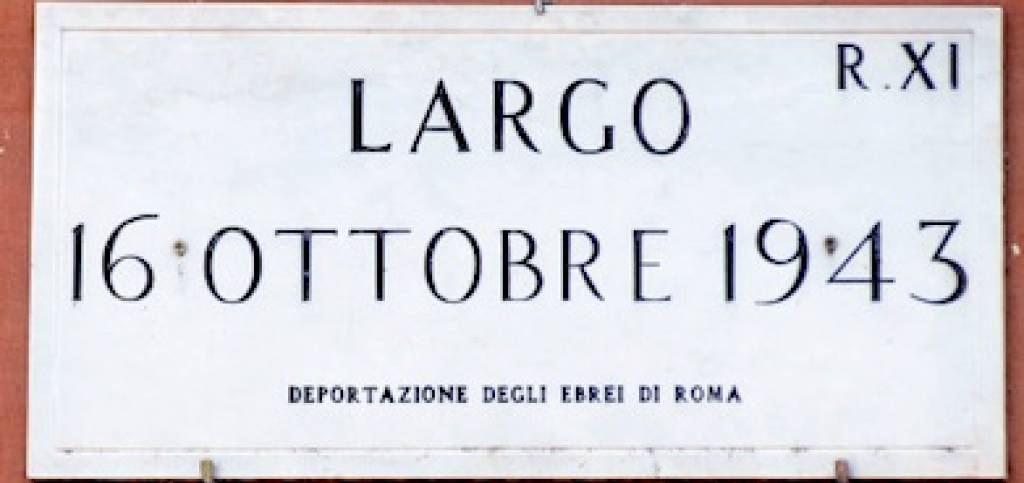 R. XI
LARGO
16 OTTOBRE 1943
DEPORTAZIONE DEGLI EBREI DI ROMA